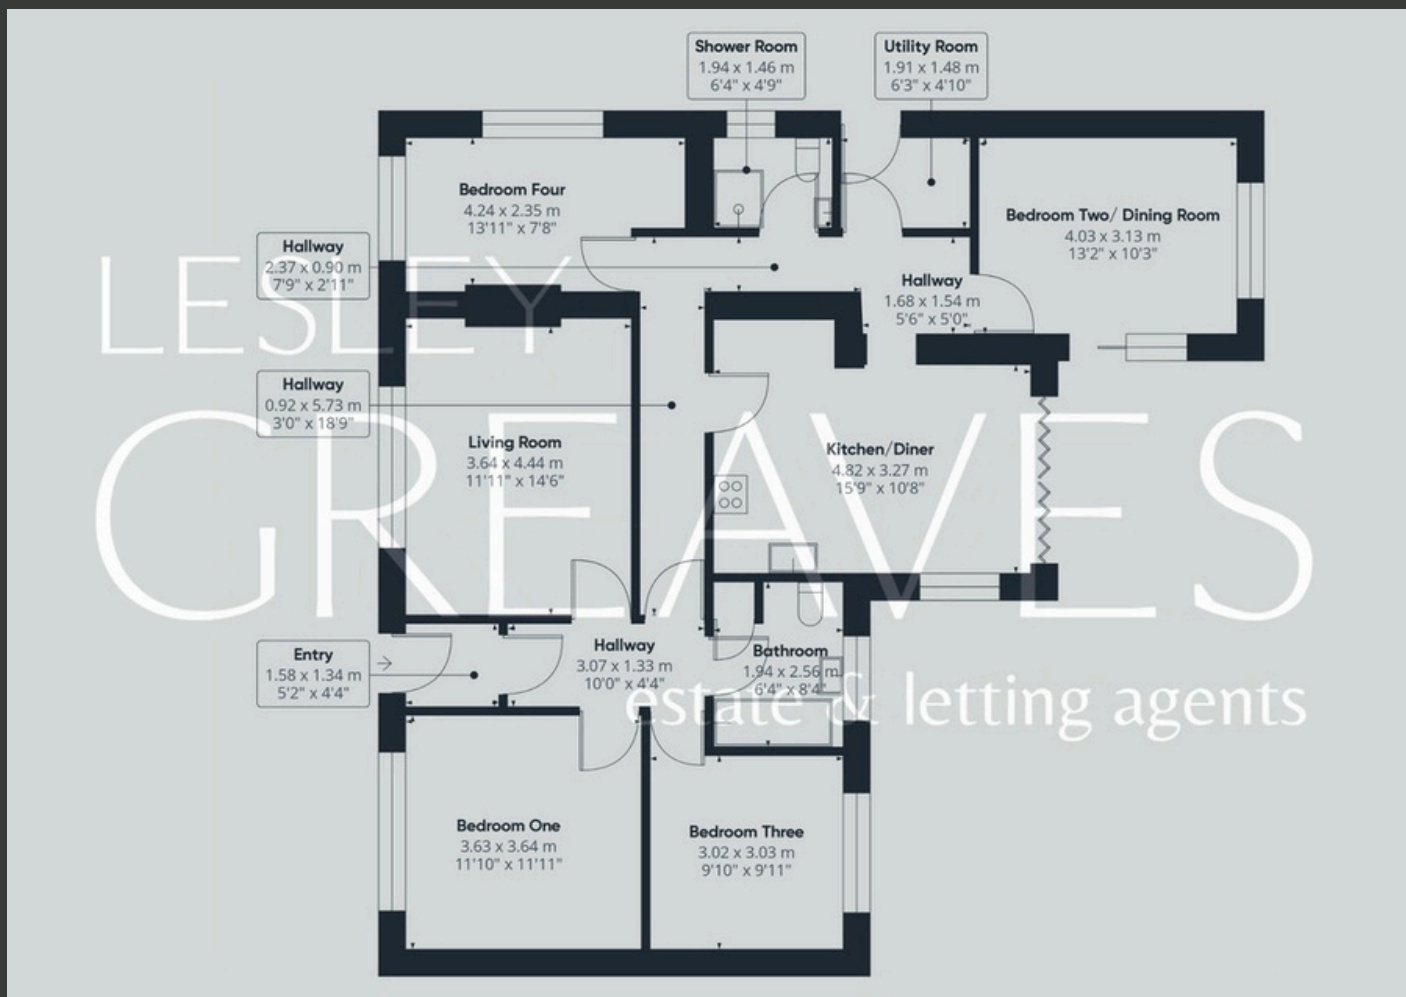 Shower Room
1.94 x 1.46 m
6'4" x 4'9"
Utility Room
1.91 x 1.48 m
6'3" x 4'10"
Bedroom Four
4.24 x 2.35 m
13'11" x 7'8"
Bedroom Two/ Dining Room
4.03 x 3.13 m
13'2" x 10'3"
Hallway
2.37 x 0.90 m
7'9" x 2'11"
Hallway
1.68 x 1.54 m
5'6" x 5'0"
LESLEY
Hallway
0.92 x 5.73 m
3'0" x 18'9"
Living Room
3.64 x 4.44 m
11'11" x 14'6"
Kitchen/Diner
4.82 x 3.27 m
15'9" x 10'8"
GREAVES
Entry
1.58 x 1.34 m
5'2" x 4'4"
Hallway
3.07 x 1.33 m
10'0" x 4'4"
Bathroom
1.94 x 2.56 m
6'4" x 8'4"
estate & letting agents
Bedroom One
3.63 x 3.64 m
11'10" x 11'11"
Bedroom Three
3.02 x 3.03 m
9'10" x 9'11"